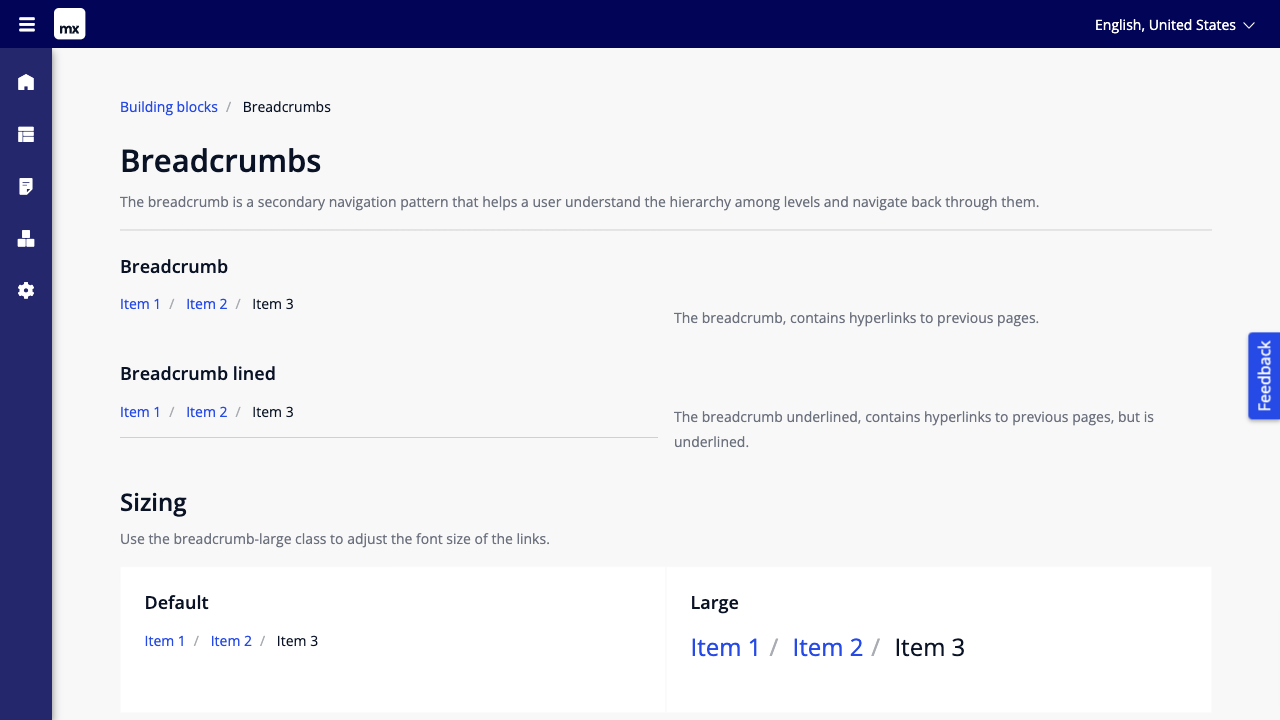 mx
English, United States
Building blocks / Breadcrumbs
Breadcrumbs
The breadcrumb is a secondary navigation pattern that helps a user understand the hierarchy among levels and navigate back through them.
Breadcrumb
Item 1 / Item 2 / Item 3
The breadcrumb, contains hyperlinks to previous pages.
Breadcrumb lined
Item 1 / Item 2 / Item 3
The breadcrumb underlined, contains hyperlinks to previous pages, but is
underlined.
Feedback
Sizing
Use the breadcrumb-large class to adjust the font size of the links.
Default
Item 1 / Item 2 / Item 3
Large
Item 1 / Item 2 / Item 3